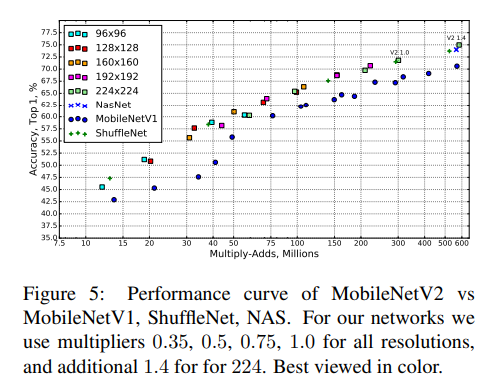 77.5
75.0
72.5
70.0
67.5
65.0
62.5
60.0
57.5
55.0
52.5
50.0
47.5
45.0
42.5
40.0
37.5
35.0
Accuracy, Top 1, %
96x96
128x128
160x160
192x192
224x224
NasNet
MobileNetV1
ShuffleNet
V2 1.0
V2 1.4
7.5 10 15 20 30 40 50 75 100 150 200 300 400 500 600
Multiply-Adds, Millions
Figure 5: Performance curve of MobileNetV2 vs
MobileNetV1, ShuffleNet, NAS. For our networks we
use multipliers 0.35, 0.5, 0.75, 1.0 for all resolutions,
and additional 1.4 for for 224. Best viewed in color.